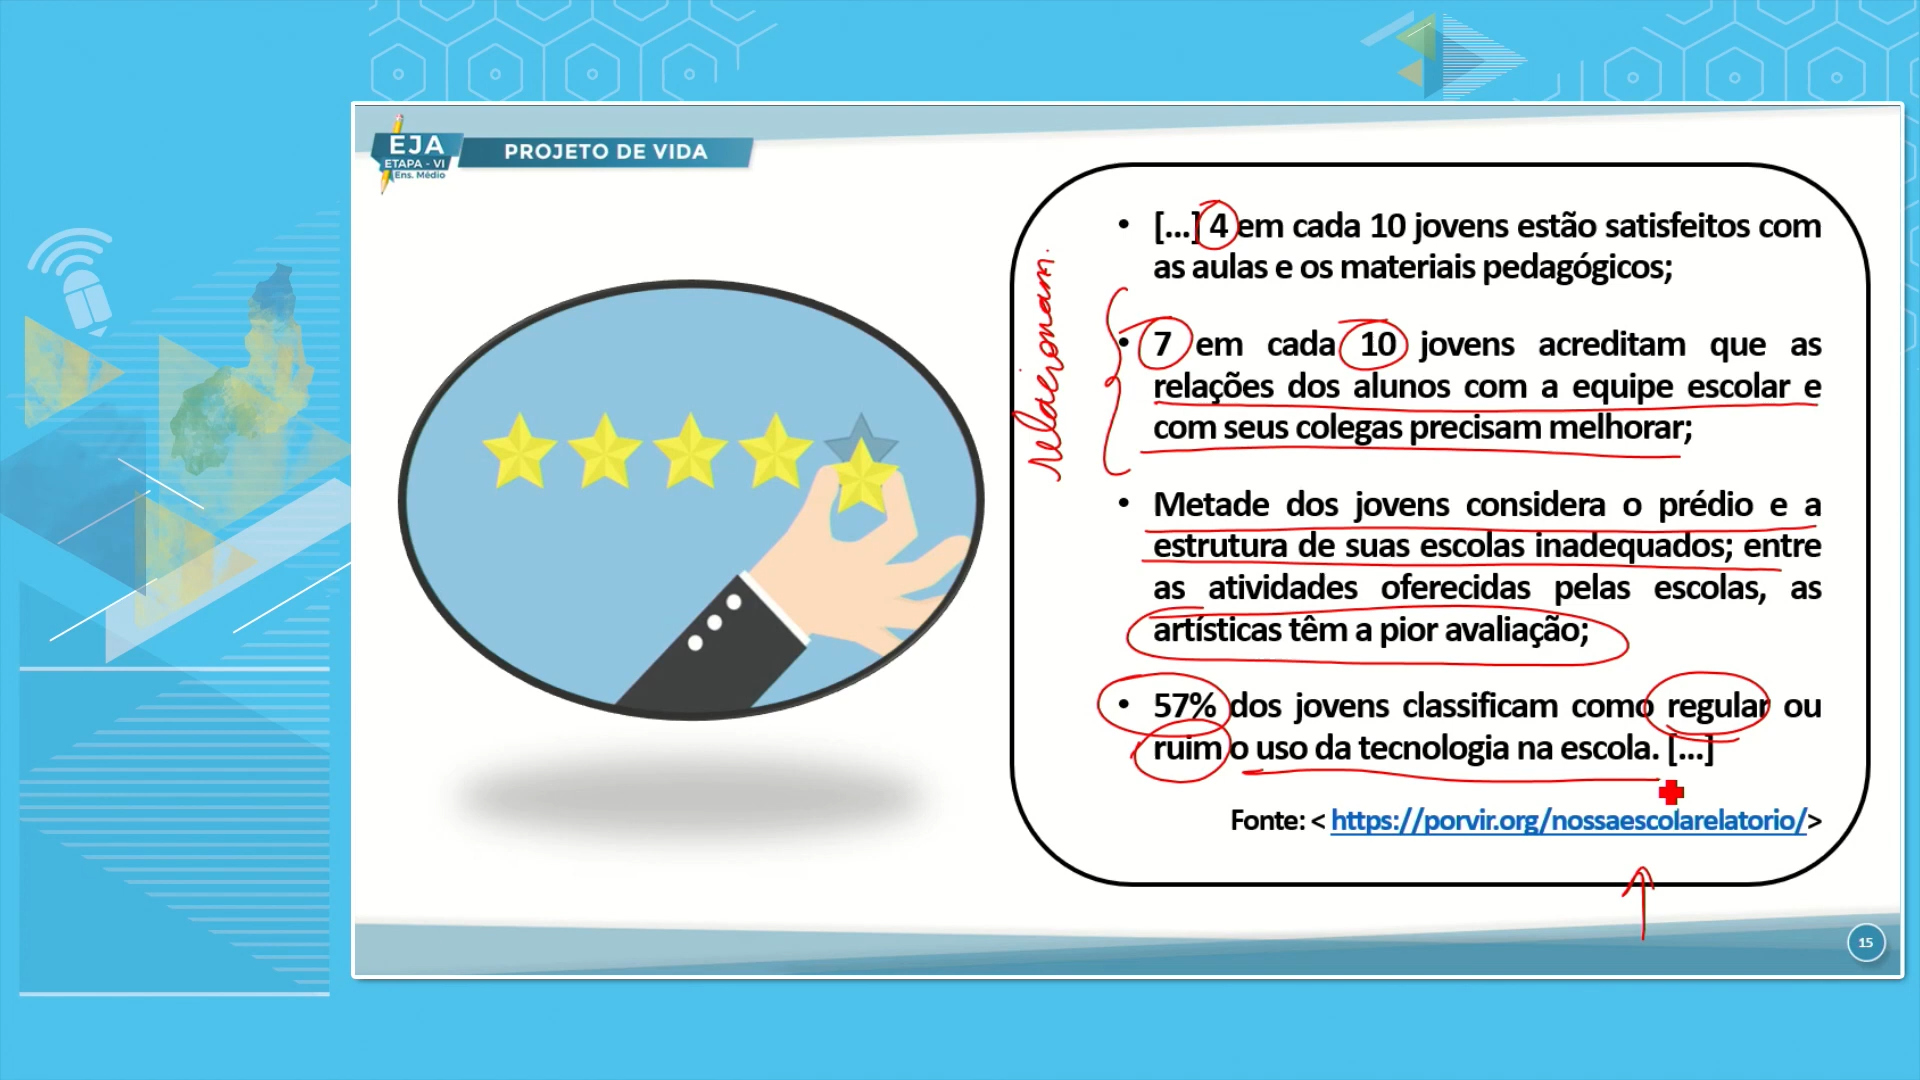 EJA
ETAPA - VI
Ens. Médio
PROJETO DE VIDA
• [...] 4 em cada 10 jovens estão satisfeitos com
as aulas e os materiais pedagógicos;
• 7 em cada 10 jovens acreditam que as
relações dos alunos com a equipe escolar e
com seus colegas precisam melhorar;
relacionam.
• Metade dos jovens considera o prédio e a
estrutura de suas escolas inadequados; entre
as atividades oferecidas pelas escolas, as
artísticas têm a pior avaliação;
• 57% dos jovens classificam como regular ou
ruim o uso da tecnologia na escola. [...]
Fonte: < https://porvir.org/nossaescolarelatorio/>
15